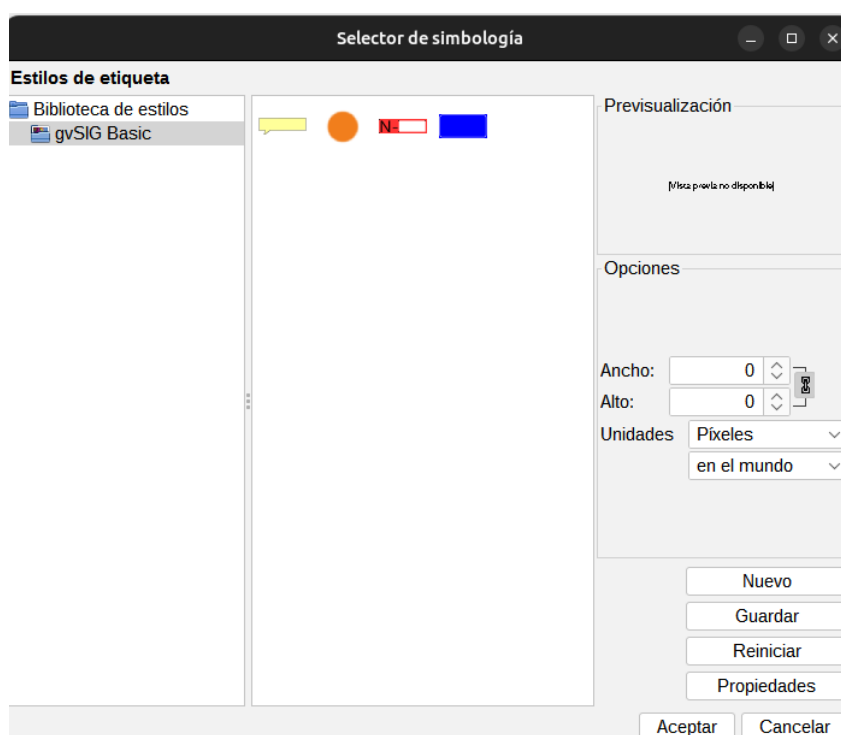 Selector de simbología
Estilos de etiqueta
Biblioteca de estilos
gvSIG Basic
N-
Previsualización
[Vista previa no disponible]
Opciones
Ancho: 0
Alto: 0
Unidades Píxeles
en el mundo
Nuevo
Guardar
Reiniciar
Propiedades
Aceptar Cancelar